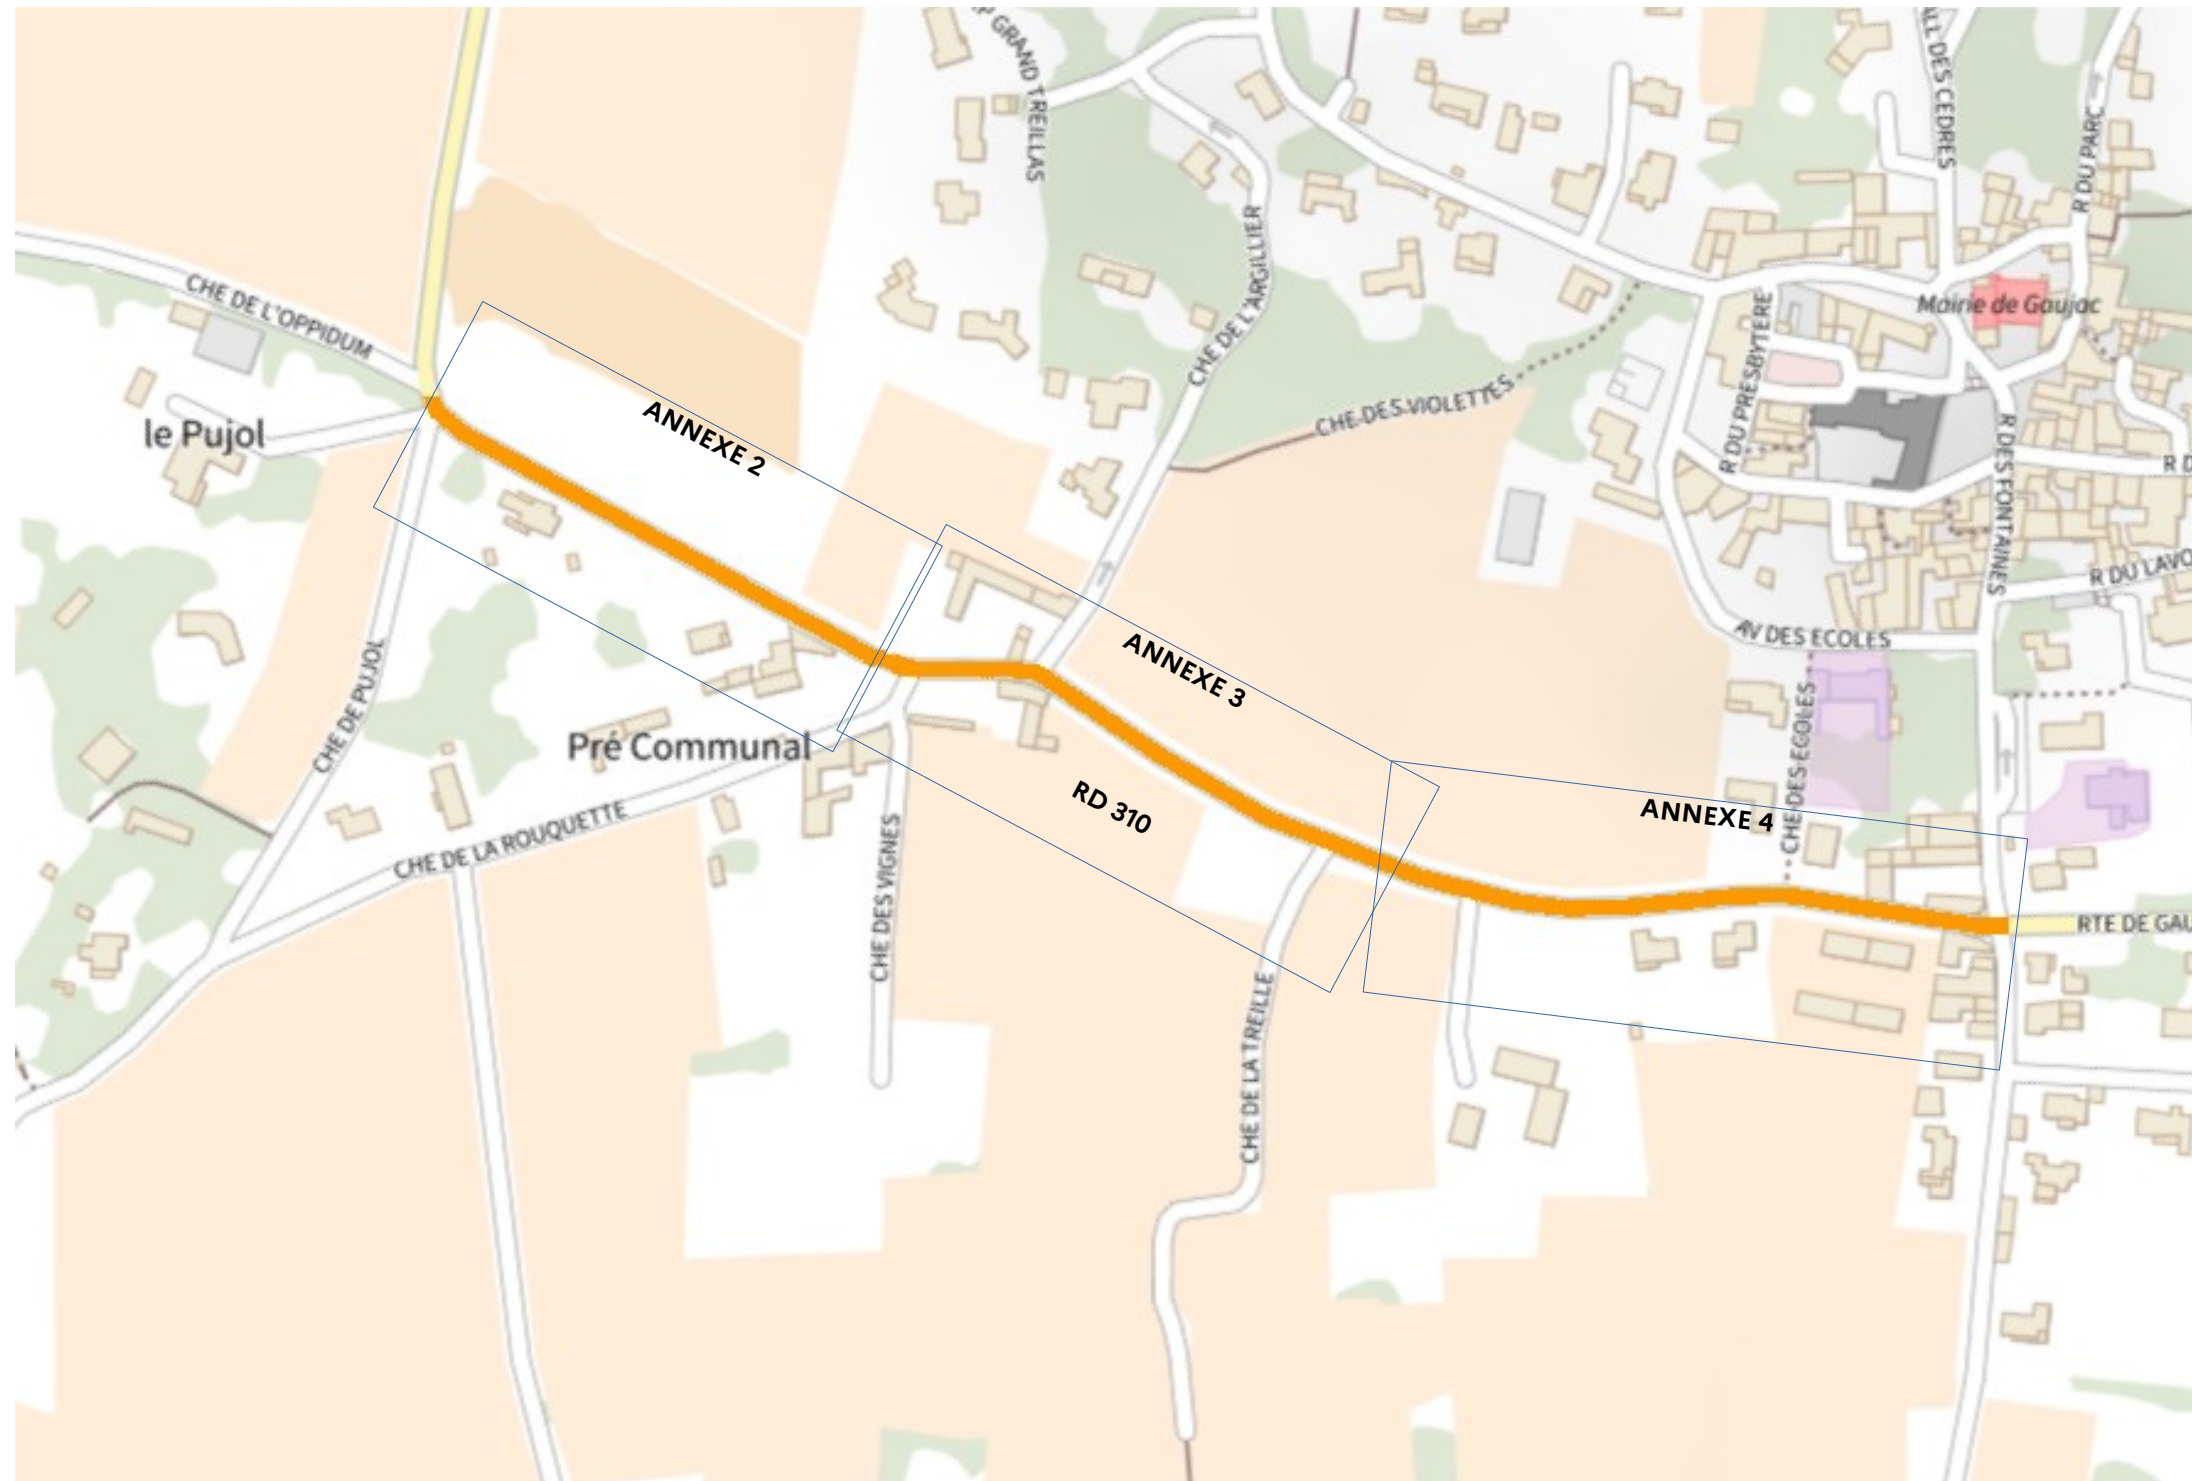 GRAND TREILLAS
ALL DES CEDRES
R DU PARC
CHE DE L'OPPIDUM
CHE DE L'ARGILLIER
Mairie de Gaujac
R DU PRESBYTERE
le Pujol
ANNEXE 2
CHE DES VIOLETTES
R DES FONTAINES
R D
R DU LAVO
AV DES ECOLES
CHE DE PUJOL
ANNEXE 3
CHE DES ECOLES
Pré Communal
RD 310
ANNEXE 4
CHE DE LA ROUQUETTE
CHE DES VIGNES
RTE DE GAU
CHE DE LA TREILLE